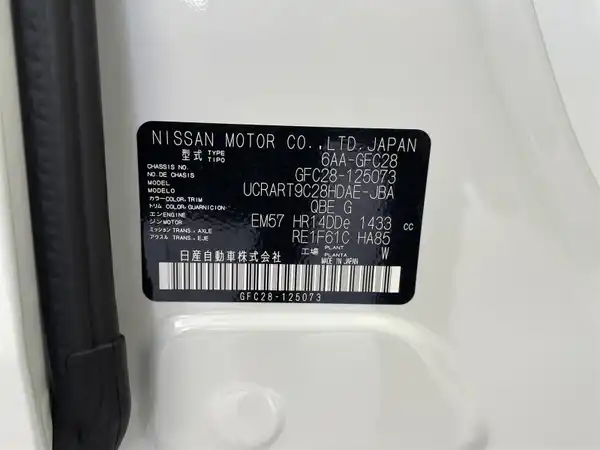 NISSAN MOTOR CO.,LTD.JAPAN
型式 TYPE TIPO 6AA-GFC28
CHASSIS NO. NO DE CHASIS GFC28-125073
MODEL MODELO UCRART9C28HDAE-JBA
カラー COLOR,TRIM トリム COLOR,GUARNICION QBE G
エンジン ENGINE MOTOR EM57 HR14DDe 1433 cc
ミッション TRANS., AXLE アクスル TRANS., EJE RE1F61C HA85
日産自動車株式会社 工場 PLANT PLANTA W
MADE IN JAPAN
GFC28-125073